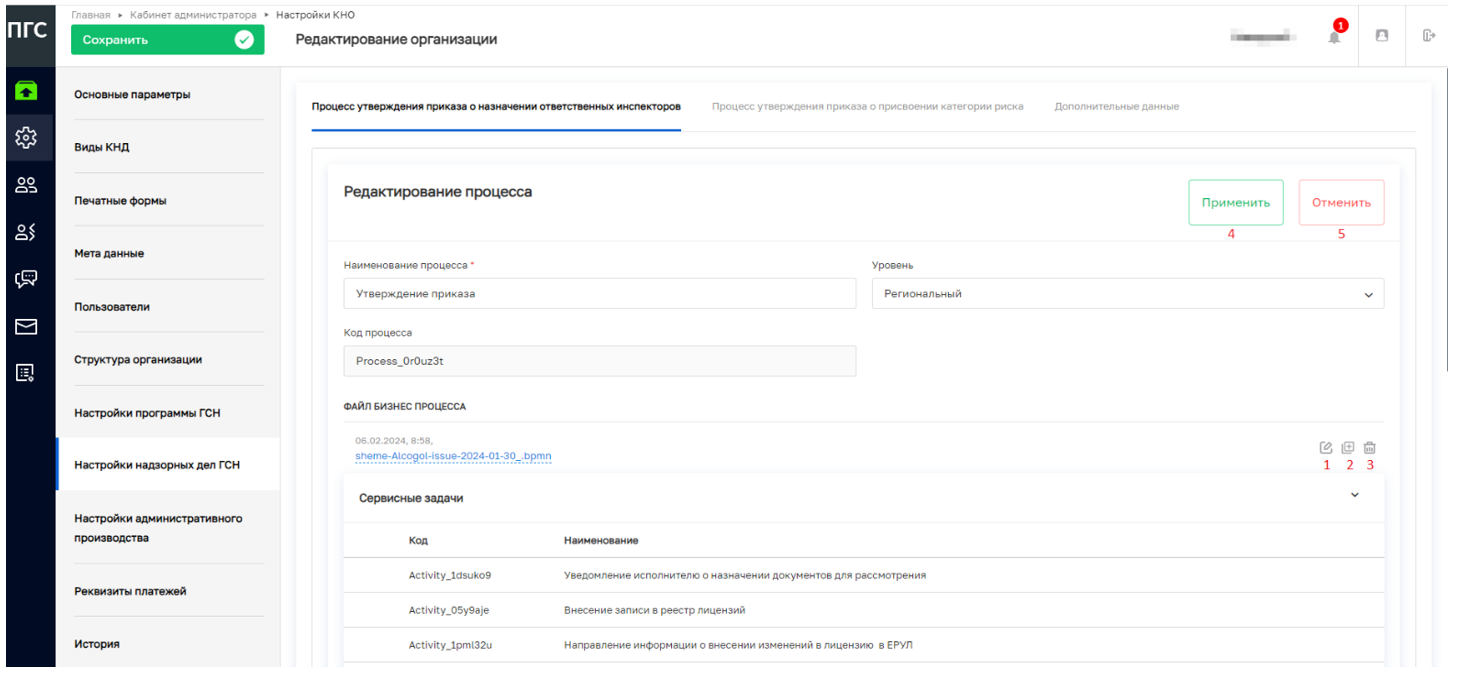 Главная ▸ Кабинет администратора ▸ Настройки КНО
ПГС
Сохранить
Редактирование организации
1
Основные параметры
Виды КНД
Печатные формы
Мета данные
Пользователи
Структура организации
Настройки программы ГСН
Настройки надзорных дел ГСН
Настройки административного
производства
Реквизиты платежей
История
Процесс утверждения приказа о назначении ответственных инспекторов
Процесс утверждения приказа о присвоении категории риска
Дополнительные данные
Редактирование процесса
Применить
Отменить
4
5
Наименование процесса *
Уровень
Утверждение приказа
Региональный
Код процесса
Process_0r0uz3t
ФАЙЛ БИЗНЕС ПРОЦЕССА
06.02.2024, 8:58,
sheme-Alcogol-issue-2024-01-30_.bpmn
1 2 3
Сервисные задачи
Код Наименование
Activity_1dsuko9 Уведомление исполнителю о назначении документов для рассмотрения
Activity_05y9aje Внесение записи в реестр лицензий
Activity_1pml32u Направление информации о внесении изменений в лицензию в ЕРУЛ